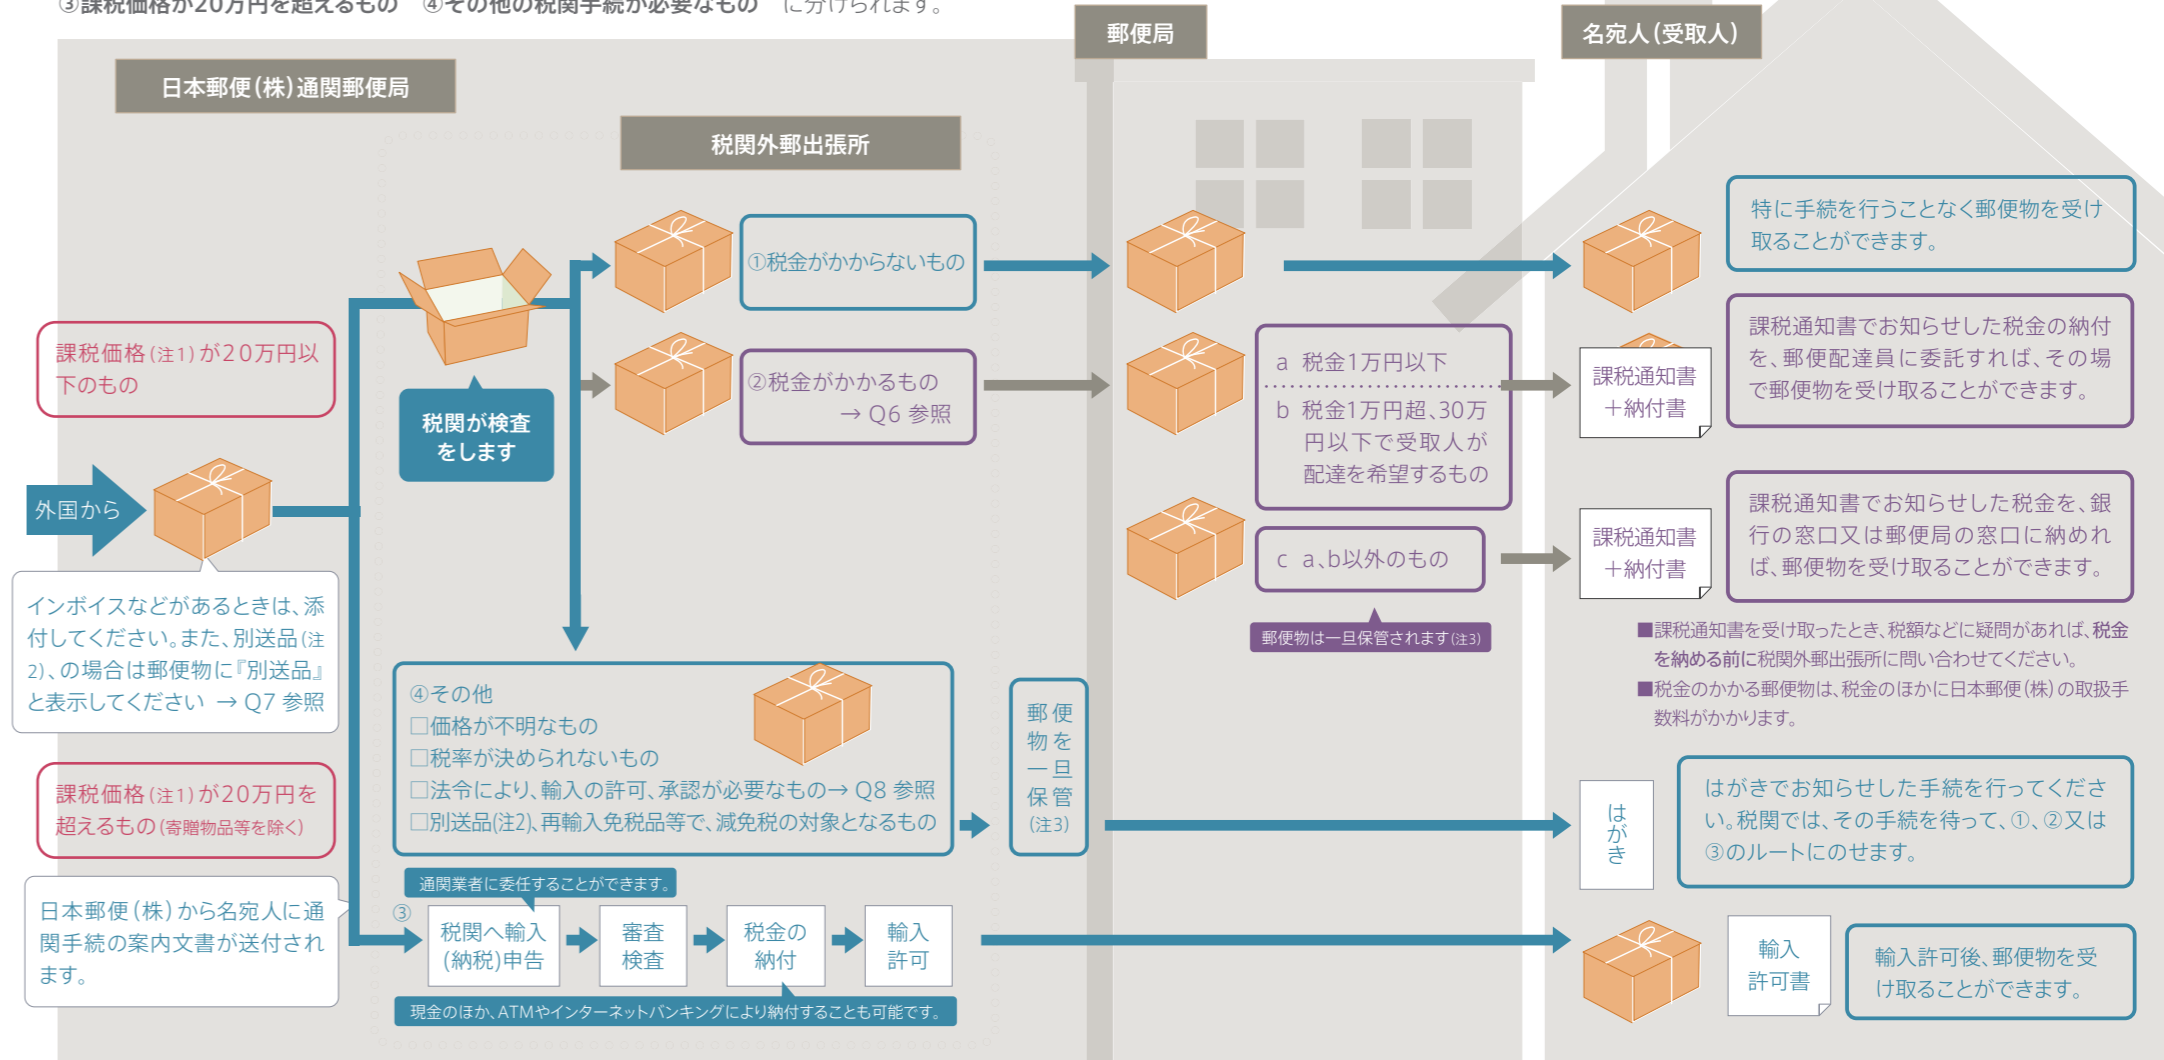 ③課税価格が20万円を超えるもの　④その他の税関手続が必要なもの　に分けられます。
日本郵便(株)通関郵便局
税関外郵出張所
郵便局
名宛人(受取人)
外国から
インボイスなどがあるときは、添
付してください。また、別送品(注
2)、の場合は郵便物に『別送品』
と表示してください → Q7 参照
課税価格(注1)が20万円以
下のもの
税関が検査
をします
①税金がかからないもの
特に手続を行うことなく郵便物を受け
取ることができます。
②税金がかかるもの
→ Q6 参照
a 税金1万円以下
b 税金1万円超、30万
円以下で受取人が
配達を希望するもの
課税通知書
＋納付書
課税通知書でお知らせした税金の納付
を、郵便配達員に委託すれば、その場
で郵便物を受け取ることができます。
c a、b以外のもの
郵便物は一旦保管されます(注3)
課税通知書
＋納付書
課税通知書でお知らせした税金を、銀
行の窓口又は郵便局の窓口に納めれ
ば、郵便物を受け取ることができます。
■課税通知書を受け取ったとき、税額などに疑問があれば、税金
を納める前に税関外郵出張所に問い合わせてください。
■税金のかかる郵便物は、税金のほかに日本郵便(株)の取扱手
数料がかかります。
④その他
□価格が不明なもの
□税率が決められないもの
□法令により、輸入の許可、承認が必要なもの→ Q8 参照
□別送品(注2)、再輸入免税品等で、減免税の対象となるもの
郵便
物を
一旦
保管
(注3)
はがき
はがきでお知らせした手続を行ってくださ
い。税関では、その手続を待って、①、②又は
③のルートにのせます。
課税価格(注1)が20万円を
超えるもの(寄贈物品等を除く)
日本郵便(株)から名宛人に通
関手続の案内文書が送付され
ます。
通関業者に委任することができます。
③
税関へ輸入
(納税)申告
審査
検査
税金の
納付
輸入
許可
現金のほか、ATMやインターネットバンキングにより納付することも可能です。
輸入
許可書
輸入許可後、郵便物を受
け取ることができます。